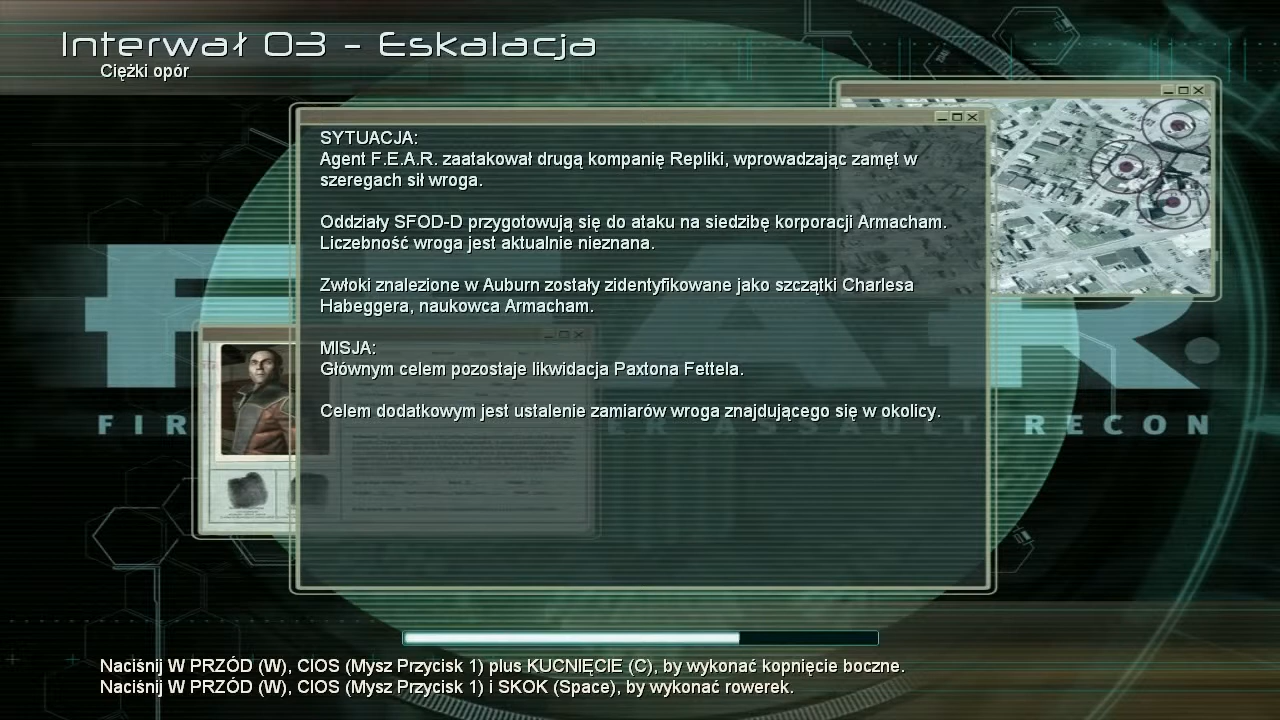 Interwał 03 - Eskalacja
Ciężki opór
SYTUACJA:
Agent F.E.A.R. zaatakował drugą kompanię Repliki, wprowadzając zamęt w
szeregach sił wroga.
Oddziały SFOD-D przygotowują się do ataku na siedzibę korporacji Armacham.
Liczebność wroga jest aktualnie nieznana.
Zwłoki znalezione w Auburn zostały zidentyfikowane jako szczątki Charlesa
Habeggera, naukowca Armacham.
MISJA:
Głównym celem pozostaje likwidacja Paxtona Fettela.
Celem dodatkowym jest ustalenie zamiarów wroga znajdującego się w okolicy.
RECON
Naciśnij W PRZÓD (W), CIOS (Mysz Przycisk 1) plus KUCNIĘCIE (C), by wykonać kopnięcie boczne.
Naciśnij W PRZÓD (W), CIOS (Mysz Przycisk 1) i SKOK (Space), by wykonać rowerek.